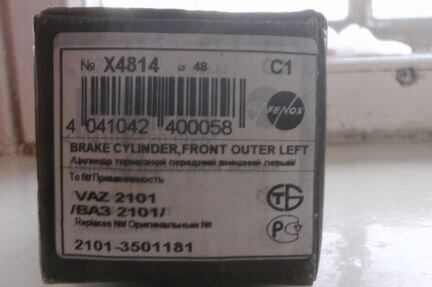 № X4814 ⌀ 48 C1
FENOX
4 041042 400058
BRAKE CYLINDER,FRONT OUTER LEFT
/Цилиндр тормозной передний внешний левый/
To fit/ Применяемость
VAZ 2101
/ВАЗ 2101/
Replaces №/ Оригинальный №
2101-3501181